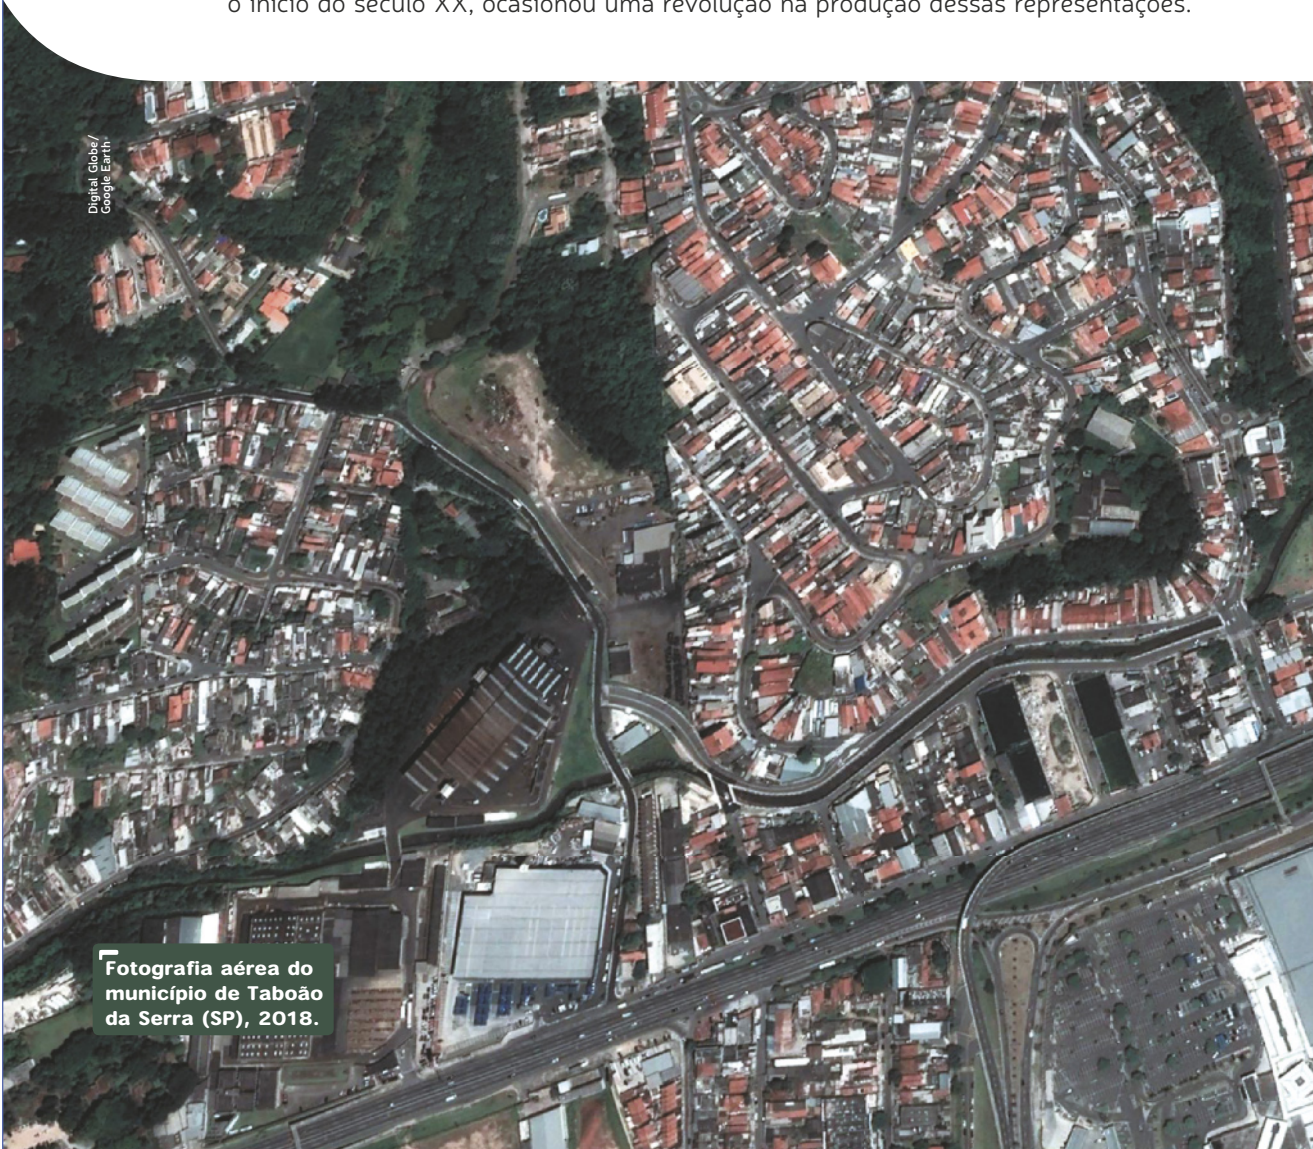 o início do século XX, ocasionou uma revolução na produção dessas representações.
Digital Globe/
Google Earth
Fotografia aérea do
município de Taboão
da Serra (SP), 2018.